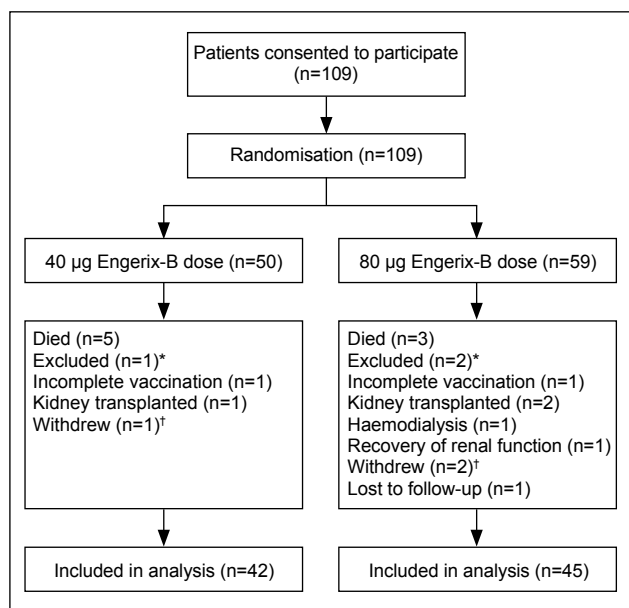 Patients consented to participate
(n=109)
Randomisation (n=109)
40 µg Engerix-B dose (n=50)
80 µg Engerix-B dose (n=59)
Died (n=5)
Excluded (n=1)*
Incomplete vaccination (n=1)
Kidney transplanted (n=1)
Withdrew (n=1)†
Died (n=3)
Excluded (n=2)*
Incomplete vaccination (n=1)
Kidney transplanted (n=2)
Haemodialysis (n=1)
Recovery of renal function (n=1)
Withdrew (n=2)†
Lost to follow-up (n=1)
Included in analysis (n=42)
Included in analysis (n=45)